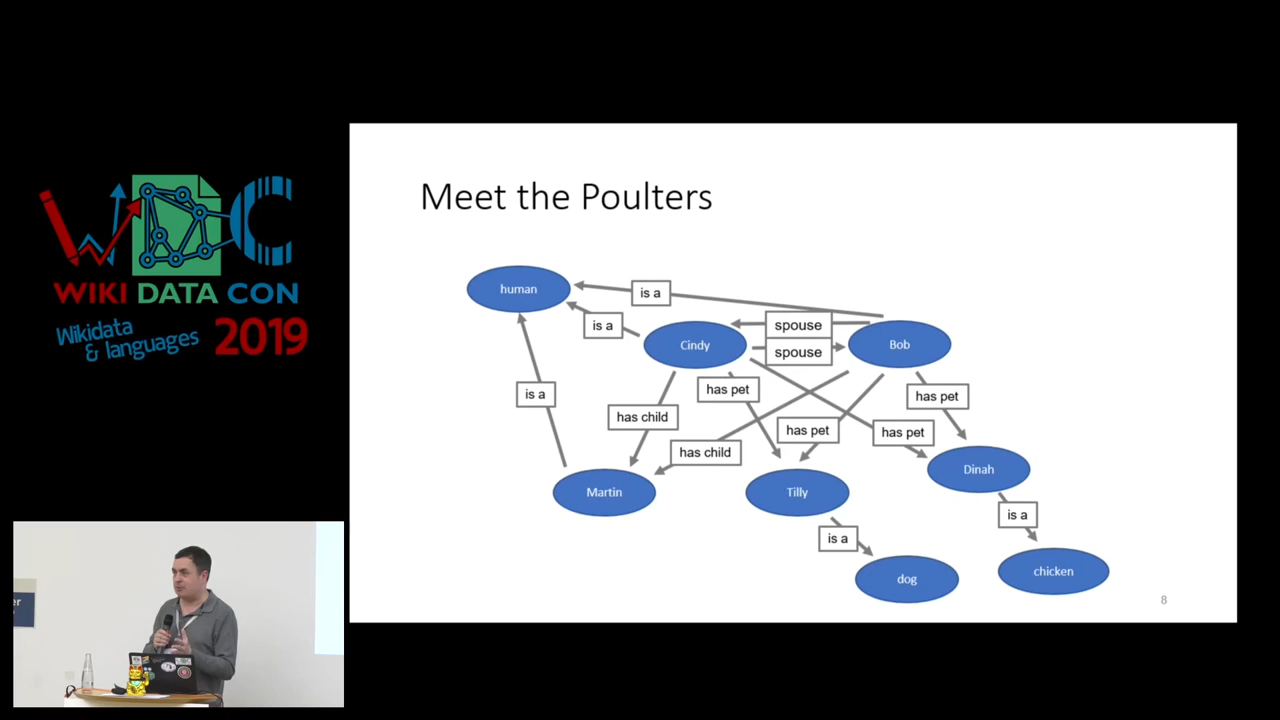 WIKI DATA CON
Wikidata
& languages
2019
Meet the Poulters
human
is a
is a
spouse
spouse
Cindy
Bob
is a
has pet
has pet
has child
has child
has pet
has pet
Martin
Tilly
Dinah
is a
is a
dog
chicken
8
er